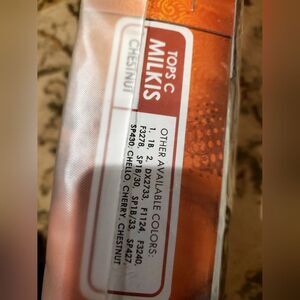 TOPS C
MILKIS
CHESTNUT
OTHER AVAILABLE COLORS:
1, 1B, 2, DX2733, F1124, F3240,
F3278, SP1B/30, SP1B/33, SP427,
SP430, CHELLO, CHERRY, CHESTNUT